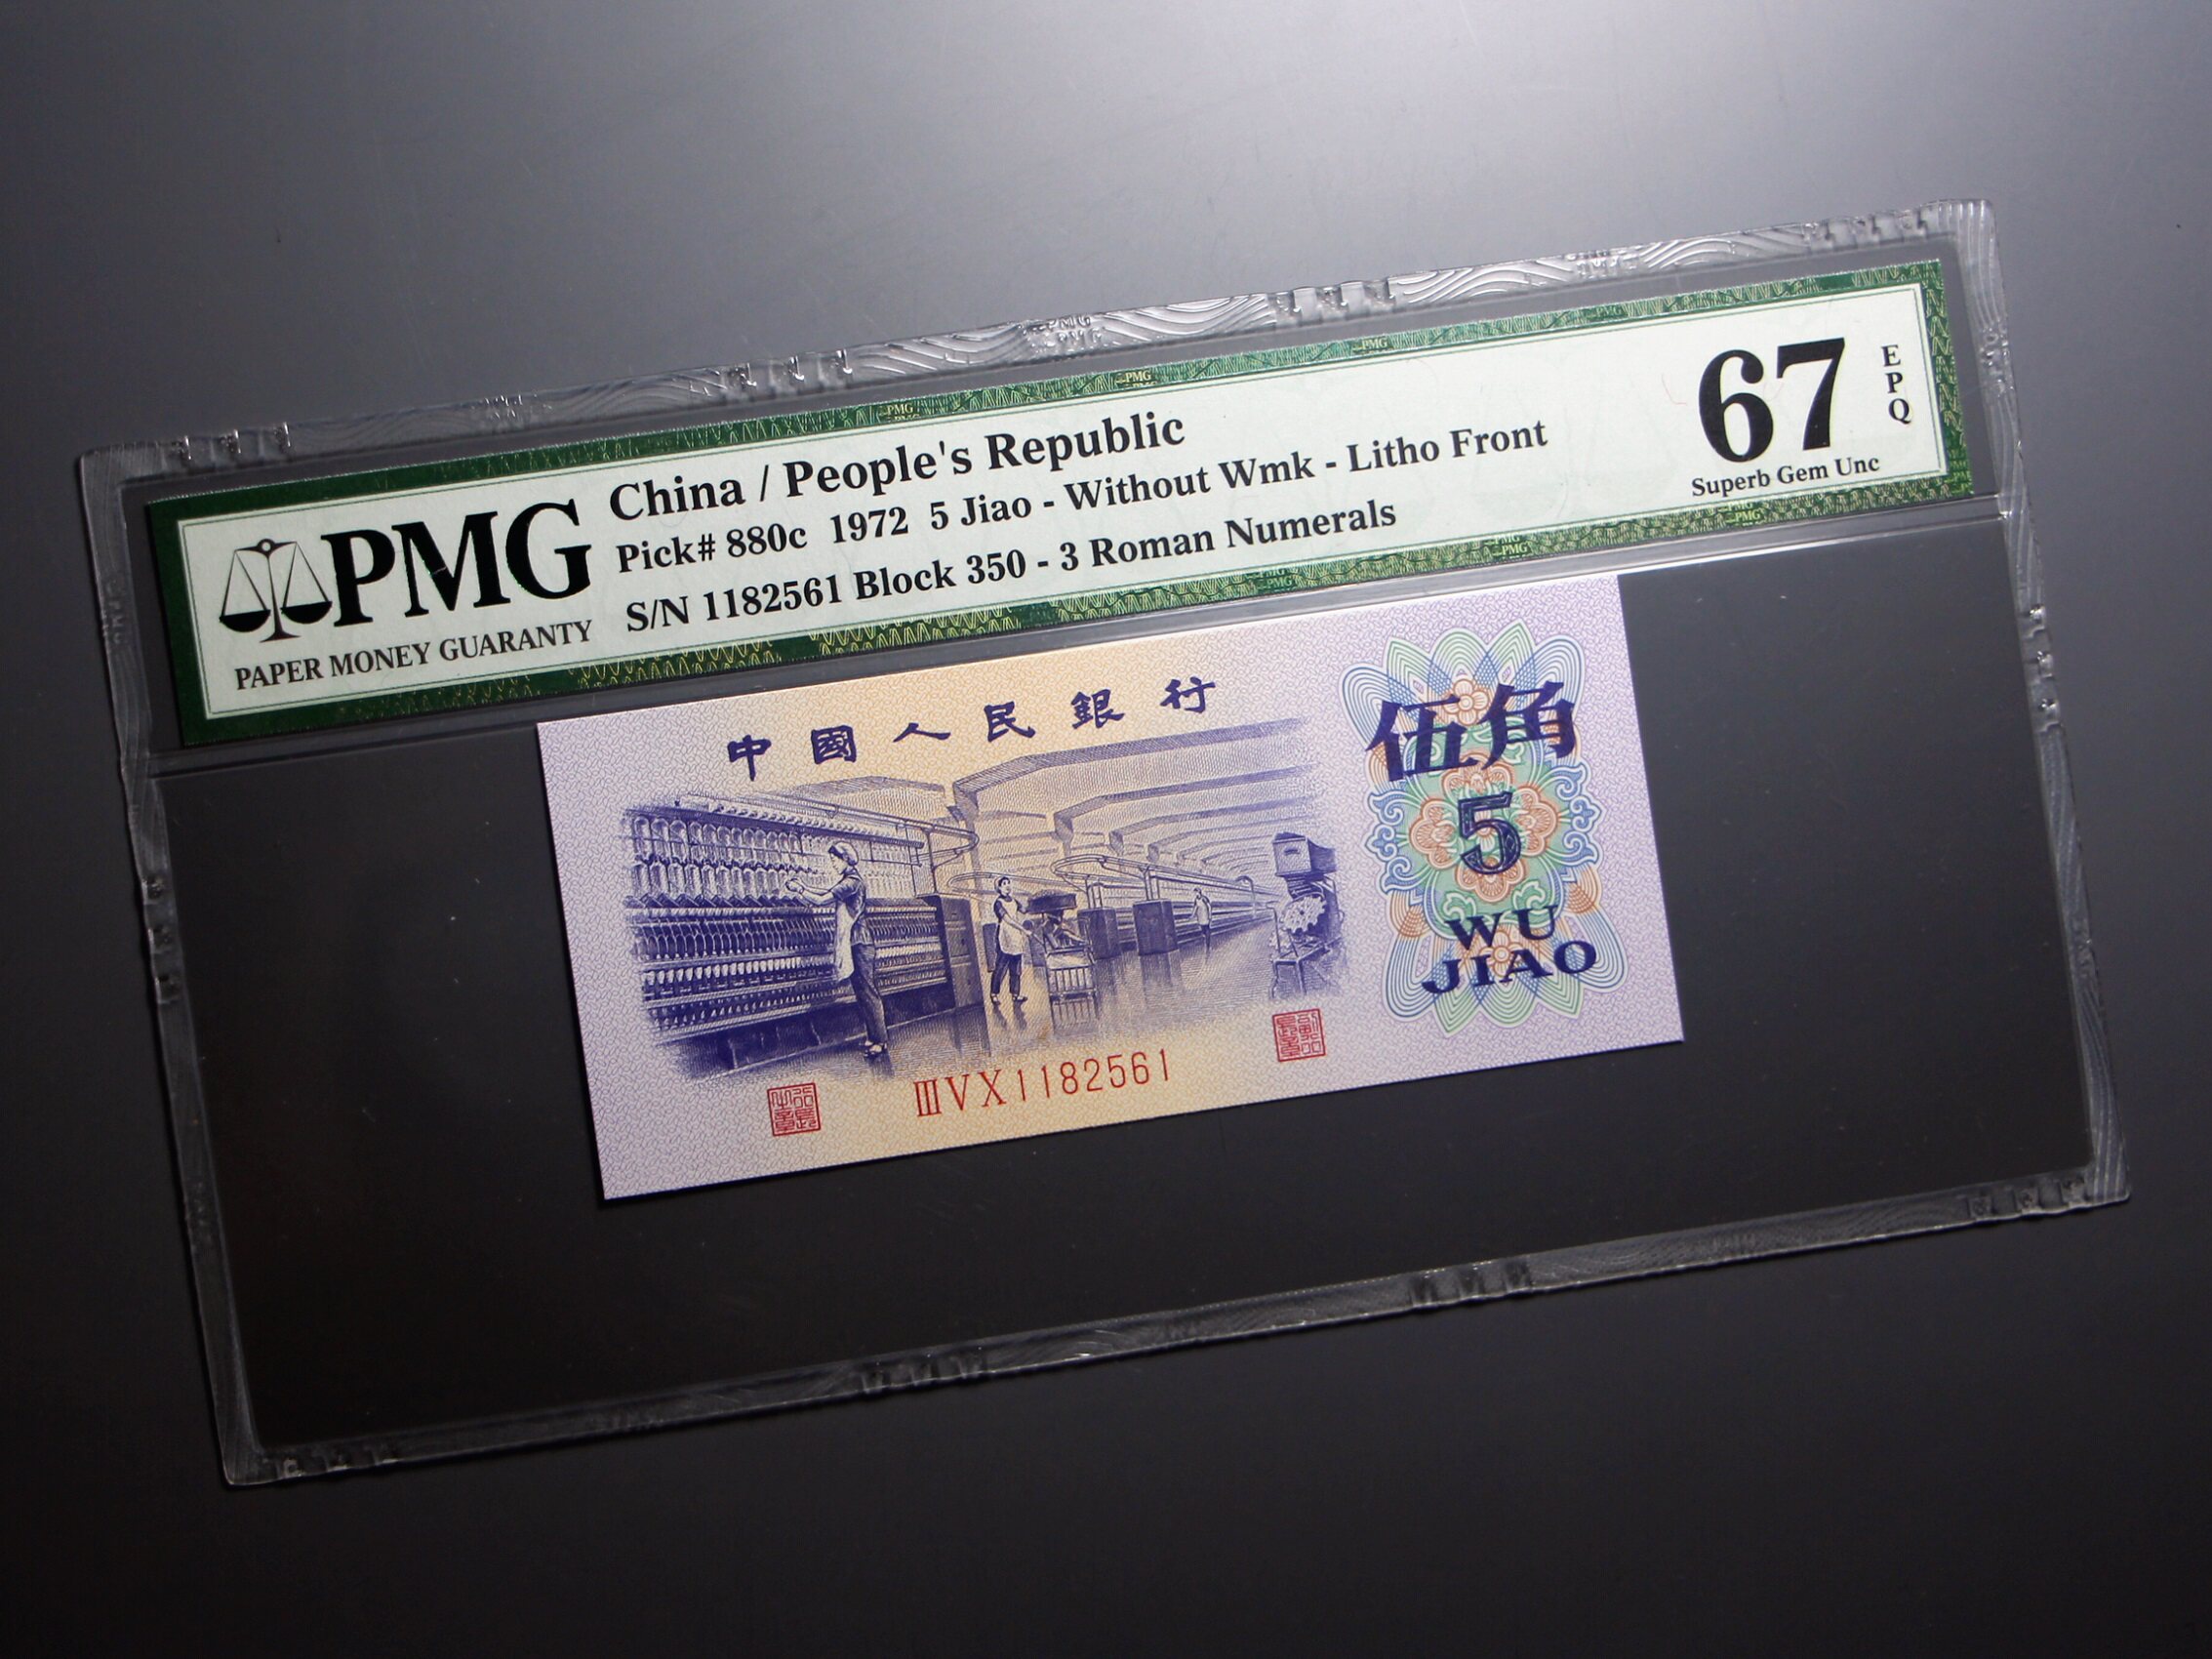 PMG
PAPER MONEY GUARANTY
China / People's Republic
Pick# 880c 1972 5 Jiao - Without Wmk - Litho Front
S/N 1182561 Block 350 - 3 Roman Numerals
67
EPQ
Superb Gem Unc
中國人民銀行
伍角
5
WU
JIAO
ⅢⅤⅩ1182561